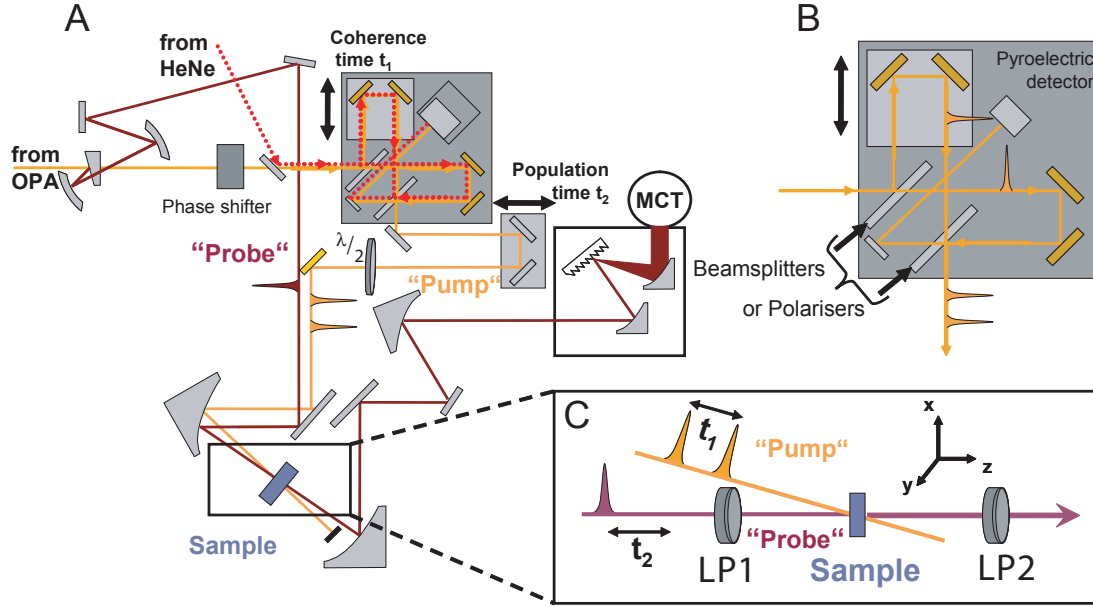 A
from
HeNe
Coherence
time t1
from
OPA
Phase shifter
Population
time t2
MCT
“Probe“
λ/2
“Pump“
Sample
B
Pyroelectric
detector
Beamsplitters
or Polarisers
C
t1
“Pump“
x
z
y
t2
“Probe“
LP1
Sample
LP2